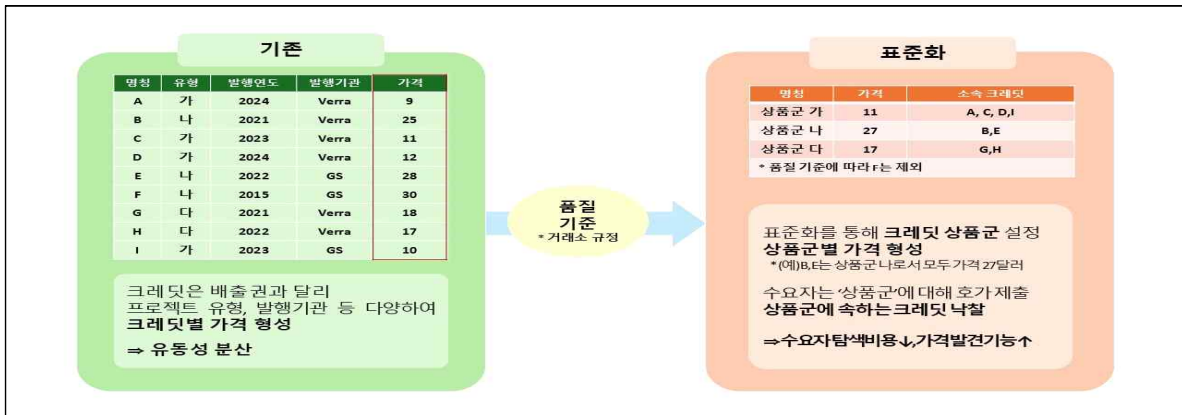 기존
명칭 유형 발행연도 발행기관 가격
A 가 2024 Verra 9
B 나 2021 Verra 25
C 가 2023 Verra 11
D 가 2024 Verra 12
E 나 2022 GS 28
F 나 2015 GS 30
G 다 2021 Verra 18
H 다 2022 Verra 17
I 가 2023 GS 10
크레딧은 배출권과 달리
프로젝트 유형, 발행기관 등 다양하여
크레딧별 가격 형성
⇒ 유동성 분산
품질
기준
* 거래소 규정
표준화
명칭 가격 소속 크레딧
상품군 가 11 A, C, D,I
상품군 나 27 B,E
상품군 다 17 G,H
* 품질 기준에 따라 F는 제외
표준화를 통해 크레딧 상품군 설정
상품군별 가격 형성
*(예)B,E는 상품군나로서 모두 가격 27달러
수요자는 ‘상품군’에 대해 호가 제출
상품군에 속하는 크레딧 낙찰
⇒수요자 탐색비용↓,가격발견기능↑